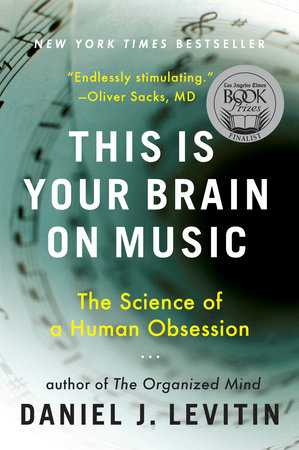 NEW YORK TIMES BESTSELLER
"Endlessly stimulating."
—Oliver Sacks, MD
Los Angeles Times
BOOK
Prizes
FINALIST
THIS IS
YOUR BRAIN
ON MUSIC
The Science of
a Human Obsession
...
author of The Organized Mind
DANIEL J. LEVITIN